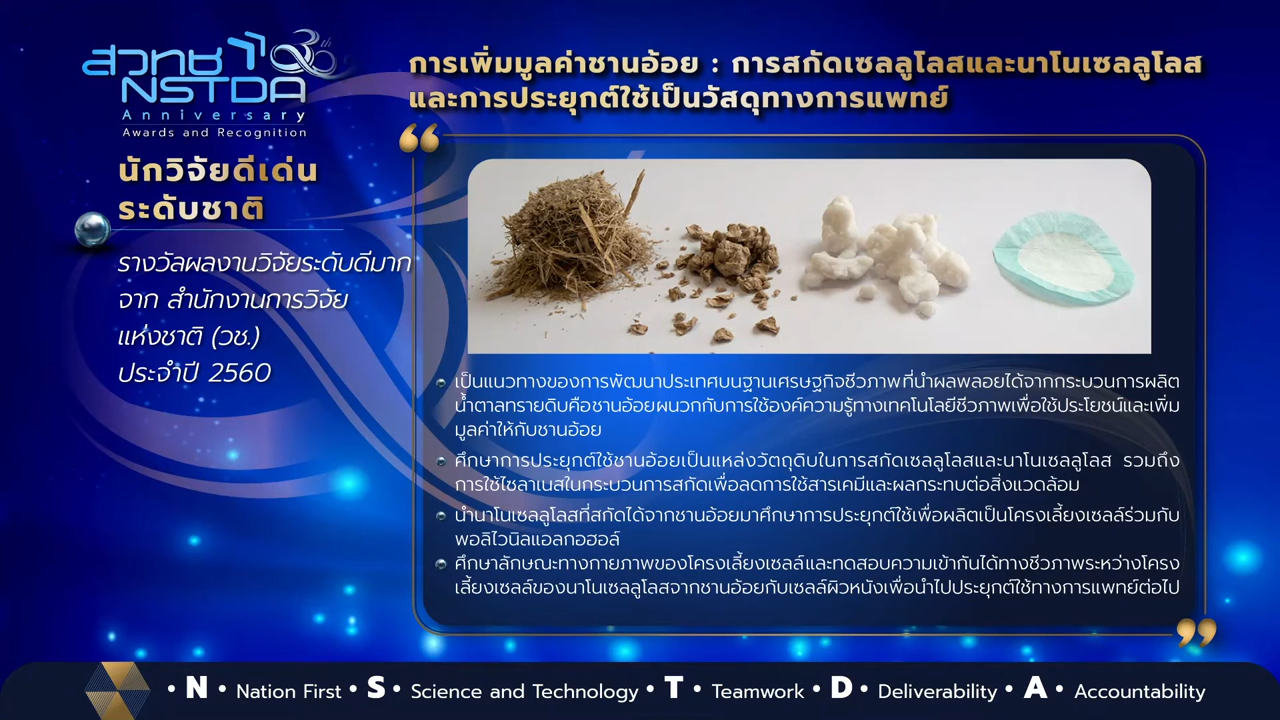 สวทช
30th
NSTDA
Anniversary
Awards and Recognition
นักวิจัยดีเด่น
ระดับชาติ
รางวัลผลงานวิจัยระดับดีมาก
จาก สำนักงานการวิจัย
แห่งชาติ (วช.)
ประจำปี 2560
การเพิ่มมูลค่าชานอ้อย : การสกัดเซลลูโลสและนาโนเซลลูโลส
และการประยุกต์ใช้เป็นวัสดุทางการแพทย์
“
เป็นแนวทางของการพัฒนาประเทศบนฐานเศรษฐกิจชีวภาพที่นำผลพลอยได้จากกระบวนการผลิต
น้ำตาลทรายดิบคือชานอ้อยผนวกกับการใช้องค์ความรู้ทางเทคโนโลยีชีวภาพเพื่อใช้ประโยชน์และเพิ่ม
มูลค่าให้กับชานอ้อย
ศึกษาการประยุกต์ใช้ชานอ้อยเป็นแหล่งวัตถุดิบในการสกัดเซลลูโลสและนาโนเซลลูโลส รวมถึง
การใช้ไซลาเนสในกระบวนการสกัดเพื่อลดการใช้สารเคมีและผลกระทบต่อสิ่งแวดล้อม
นำนาโนเซลลูโลสที่สกัดได้จากชานอ้อยมาศึกษาการประยุกต์ใช้เพื่อผลิตเป็นโครงเลี้ยงเซลล์ร่วมกับ
พอลิไวนิลแอลกอฮอล์
ศึกษาลักษณะทางกายภาพของโครงเลี้ยงเซลล์และทดสอบความเข้ากันได้ทางชีวภาพระหว่างโครง
เลี้ยงเซลล์ของนาโนเซลลูโลสจากชานอ้อยกับเซลล์ผิวหนังเพื่อนำไปประยุกต์ใช้ทางการแพทย์ต่อไป
”
• N • Nation First • S • Science and Technology • T • Teamwork • D • Deliverability • A • Accountability